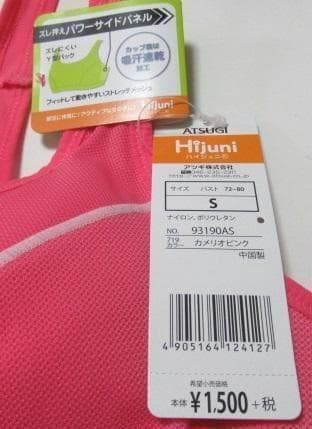 ズレ押えパワーサイドパネル
ズレにくい
Y型バック
カップ裏は
吸汗速乾
加工
フィットして動きやすいストレッチメッシュ
Hijuni
ATSUGI
Hijuni
ハイジュニ
アツギ株式会社
サイズ バスト 72~80
S
ナイロン、ポリウレタン
NO. 93190AS
719
カラー カメリオピンク
中国製
4 905164 124127
希望小売価格
本体 ¥1,500 +税